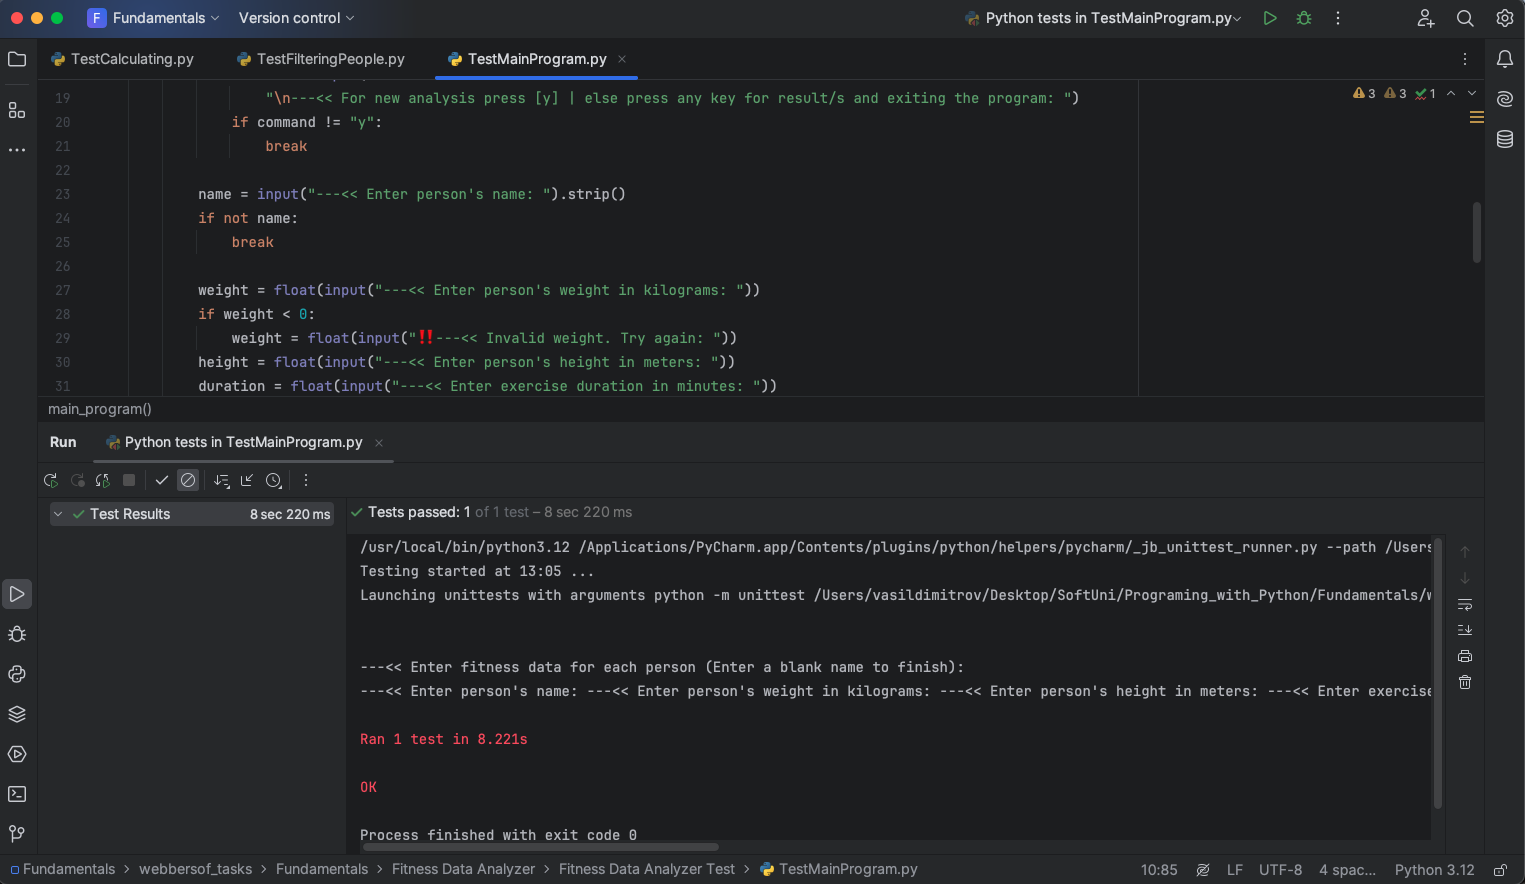 F Fundamentals Version control Python tests in TestMainProgram.py
TestCalculating.py TestFilteringPeople.py TestMainProgram.py
19 "\n---<< For new analysis press [y] | else press any key for result/s and exiting the program: ")
3 3 1
20 if command != "y":
21 break
22
23 name = input("---<< Enter person's name: ").strip()
24 if not name:
25 break
26
27 weight = float(input("---<< Enter person's weight in kilograms: "))
28 if weight < 0:
29 weight = float(input("‼---<< Invalid weight. Try again: "))
30 height = float(input("---<< Enter person's height in meters: "))
31 duration = float(input("---<< Enter exercise duration in minutes: "))
main_program()
Run Python tests in TestMainProgram.py
Test Results 8 sec 220 ms
Tests passed: 1 of 1 test – 8 sec 220 ms
/usr/local/bin/python3.12 /Applications/PyCharm.app/Contents/plugins/python/helpers/pycharm/_jb_unittest_runner.py --path /Users
Testing started at 13:05 ...
Launching unittests with arguments python -m unittest /Users/vasildimitrov/Desktop/SoftUni/Programing_with_Python/Fundamentals/w
---<< Enter fitness data for each person (Enter a blank name to finish):
---<< Enter person's name: ---<< Enter person's weight in kilograms: ---<< Enter person's height in meters: ---<< Enter exercise
Ran 1 test in 8.221s
OK
Process finished with exit code 0
Fundamentals > webbersof_tasks > Fundamentals > Fitness Data Analyzer > Fitness Data Analyzer Test > TestMainProgram.py 10:85 LF UTF-8 4 spac... Python 3.12